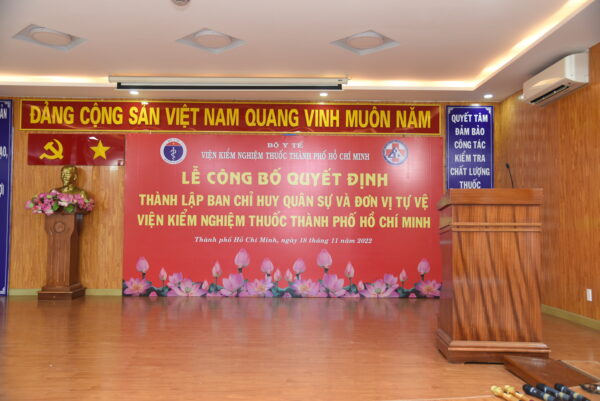 ĐẢNG CỘNG SẢN VIỆT NAM QUANG VINH MUÔN NĂM
BỘ Y TẾ
VIỆN KIỂM NGHIỆM THUỐC THÀNH PHỐ HỒ CHÍ MINH
LỄ CÔNG BỐ QUYẾT ĐỊNH
THÀNH LẬP BAN CHỈ HUY QUÂN SỰ VÀ ĐƠN VỊ TỰ VỆ
VIỆN KIỂM NGHIỆM THUỐC THÀNH PHỐ HỒ CHÍ MINH
Thành phố Hồ Chí Minh, ngày 18 tháng 11 năm 2022
QUYẾT TÂM
ĐẢM BẢO
CÔNG TÁC
KIỂM TRA
CHẤT LƯỢNG
THUỐC